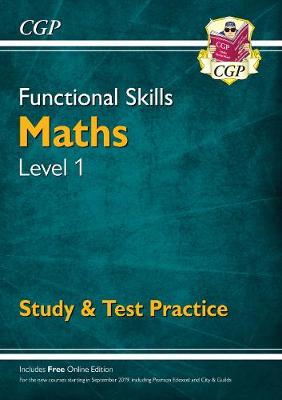 CGP
CGP
CGP
Functional Skills
Maths
Level 1
Study & Test Practice
Includes Free Online Edition
For the new courses starting in September 2019, including Pearson Edexcel and City & Guilds